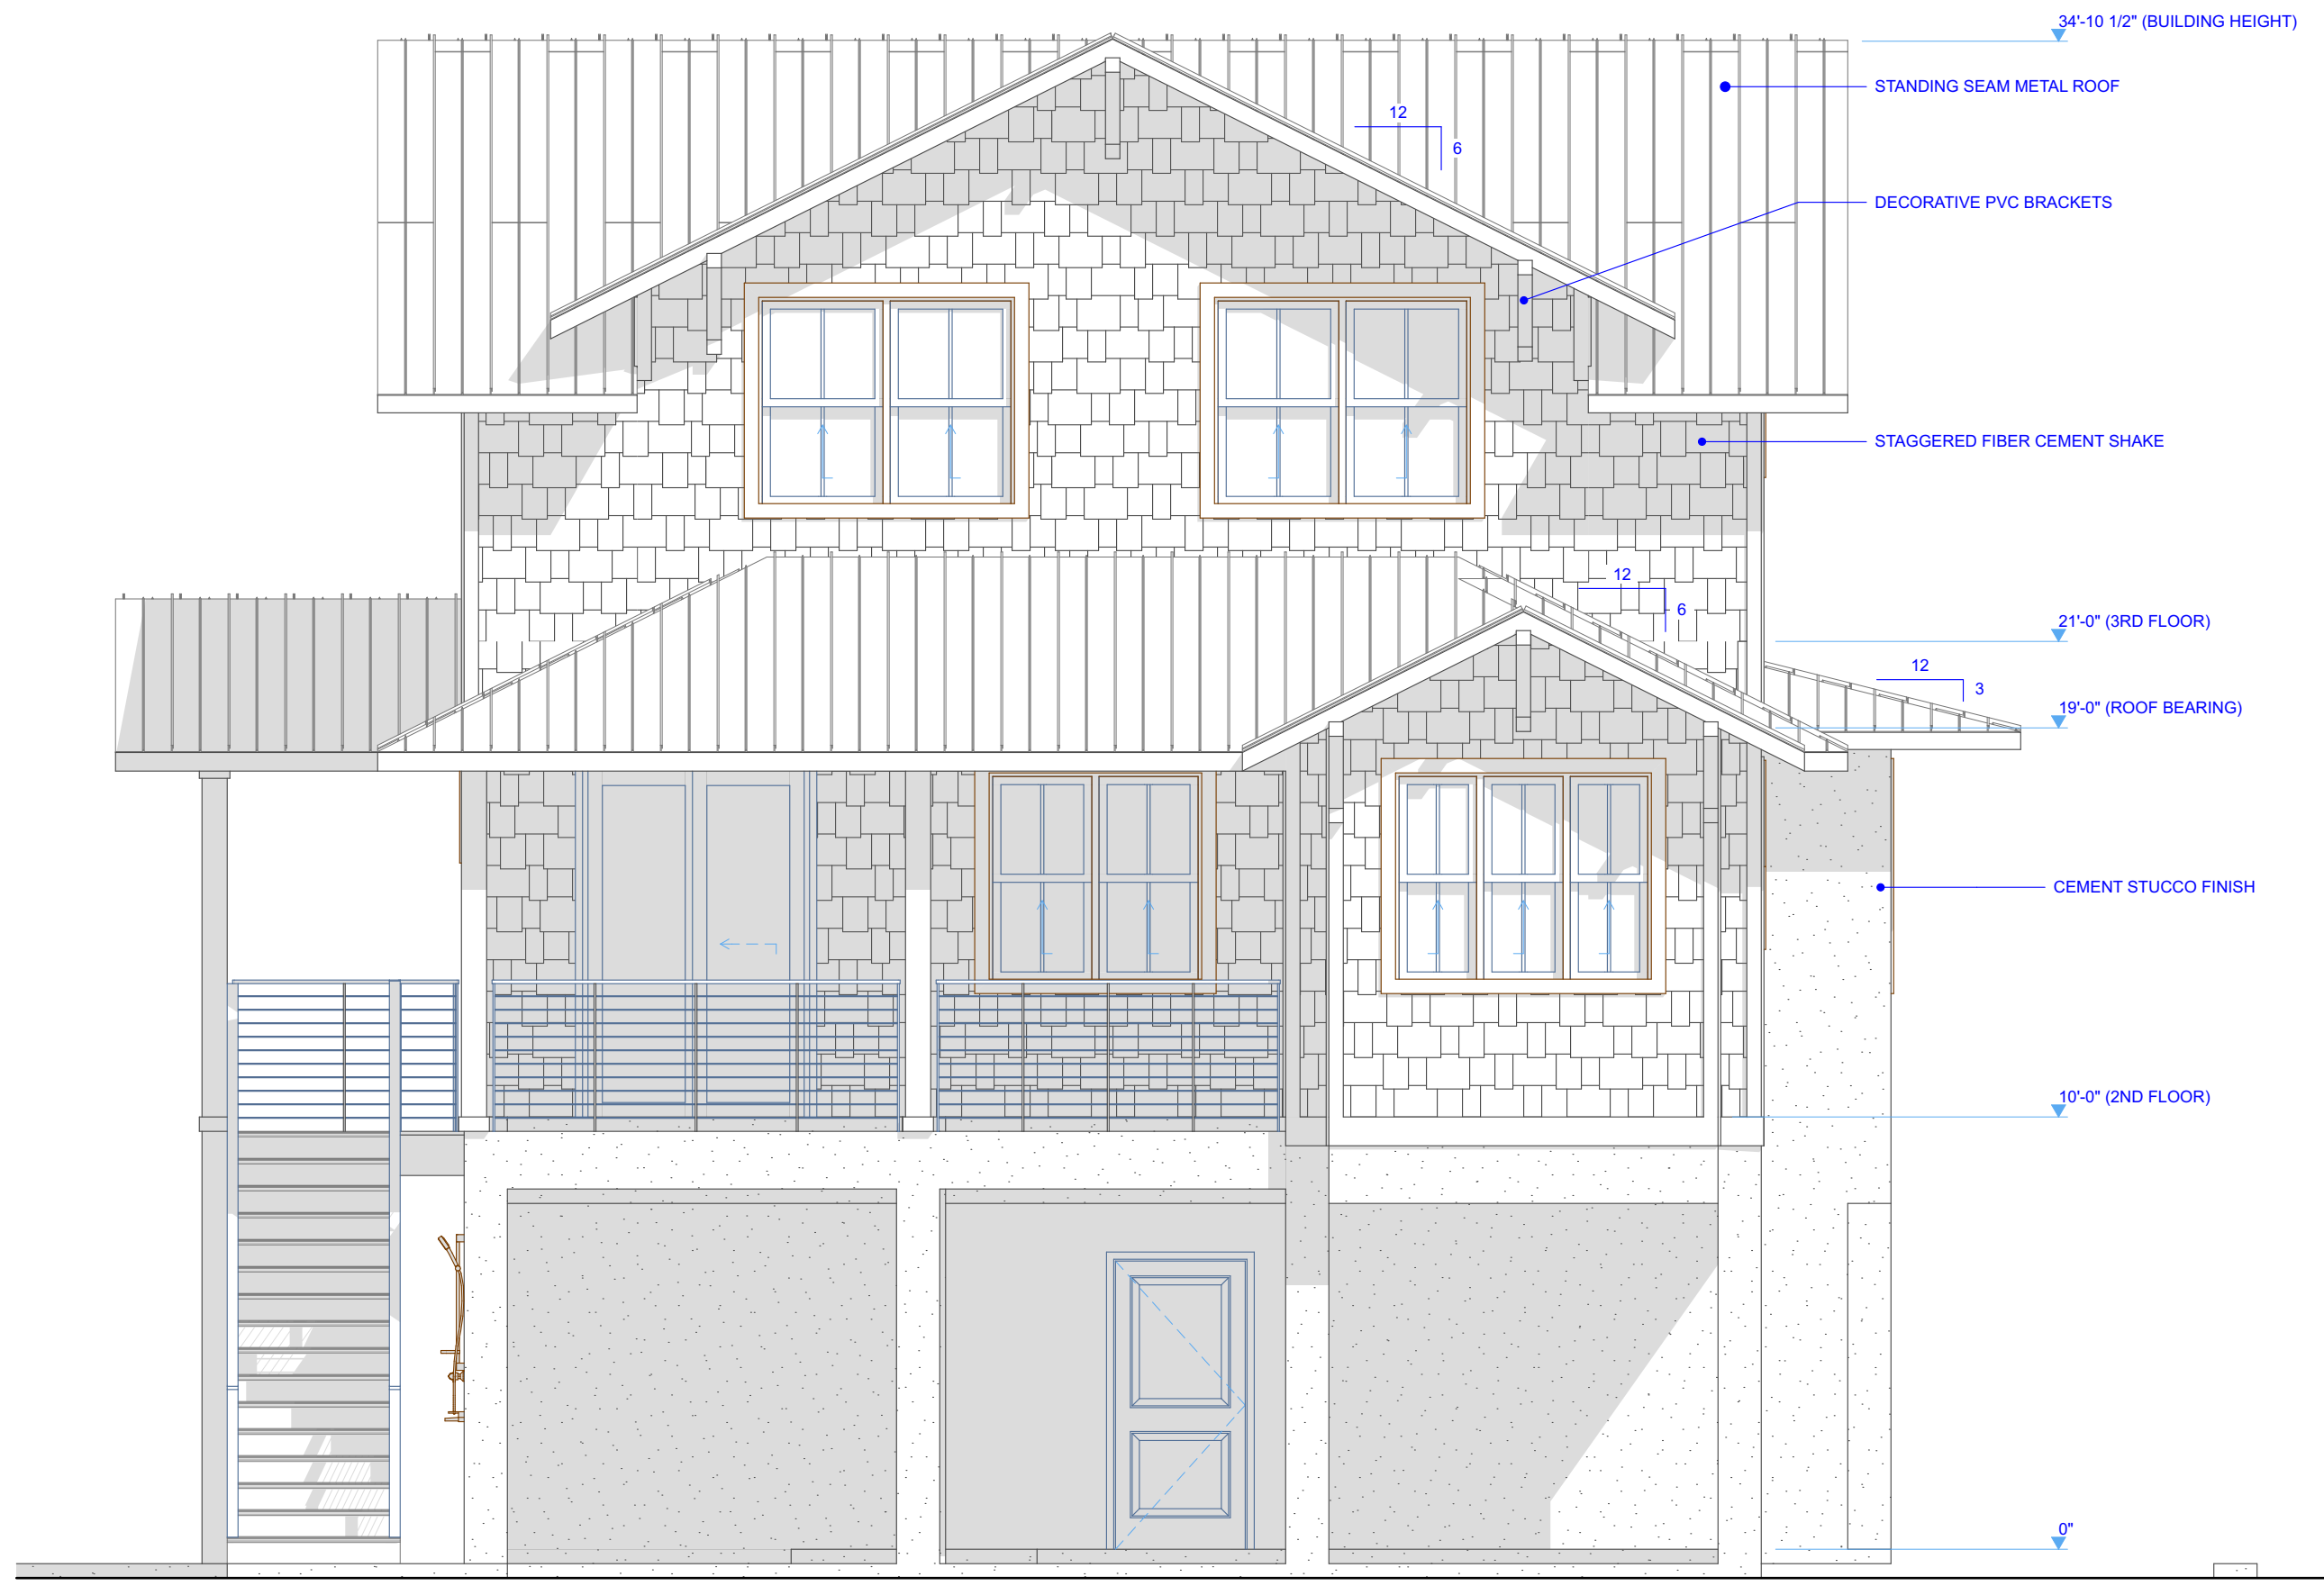 34'-10 1/2" (BUILDING HEIGHT)
STANDING SEAM METAL ROOF
12
6
DECORATIVE PVC BRACKETS
STAGGERED FIBER CEMENT SHAKE
12
6
21'-0" (3RD FLOOR)
12
3
19'-0" (ROOF BEARING)
CEMENT STUCCO FINISH
10'-0" (2ND FLOOR)
0"